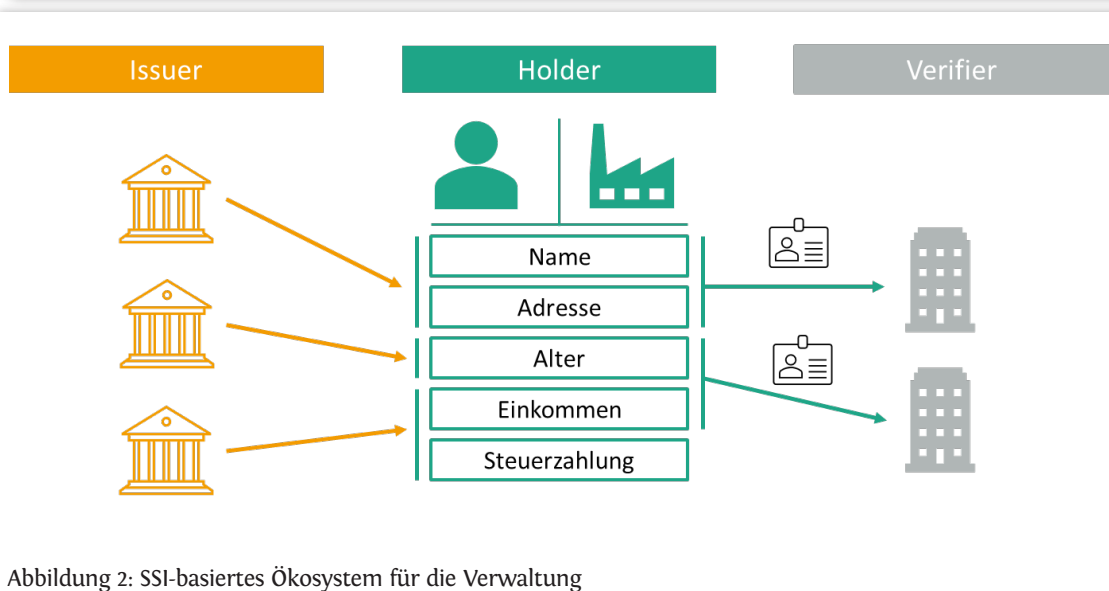 Issuer
Holder
Verifier
Name
Adresse
Alter
Einkommen
Steuerzahlung
Abbildung 2: SSI-basiertes Ökosystem für die Verwaltung